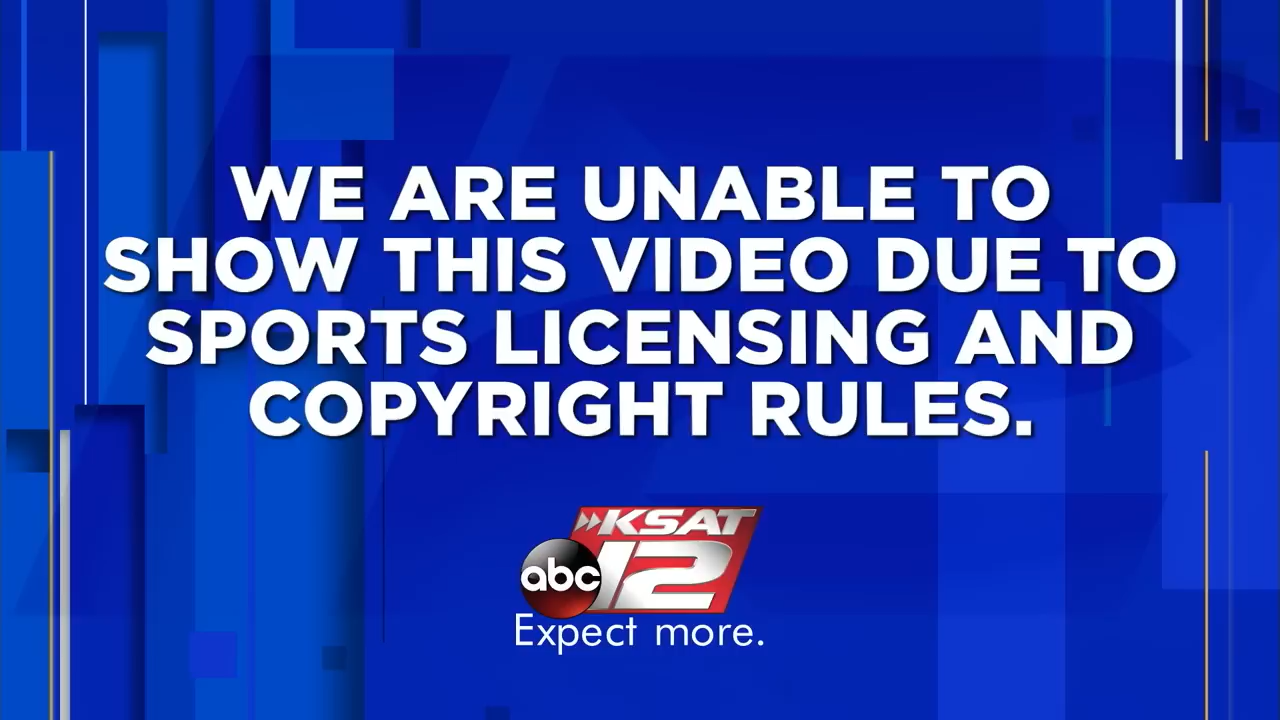 WE ARE UNABLE TO
SHOW THIS VIDEO DUE TO
SPORTS LICENSING AND
COPYRIGHT RULES.
KSAT
abc 12
Expect more.